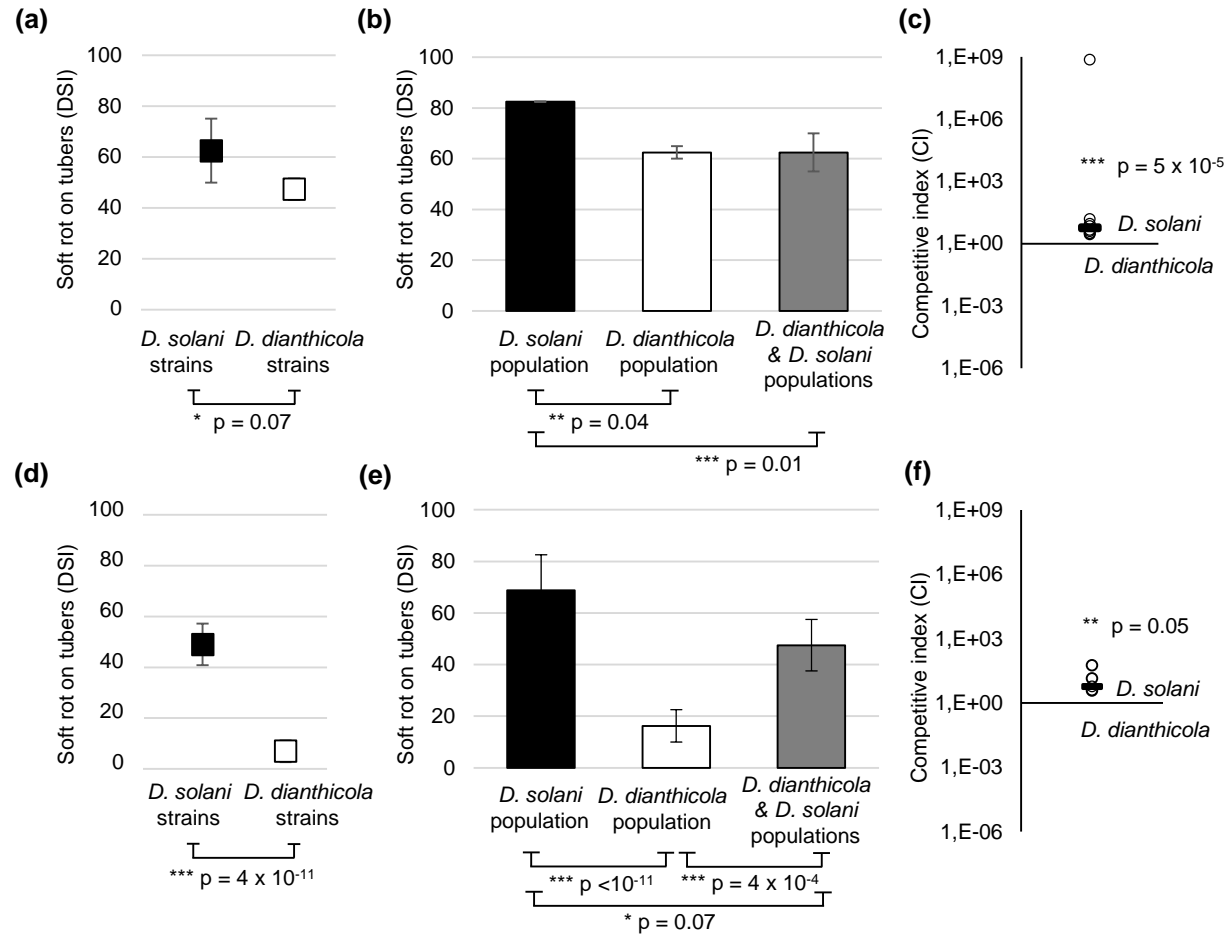 (a)
Soft rot on tubers (DSI)
100
80
60
40
20
0
D. solani
strains
D. dianthicola
strains
* p = 0.07
(b)
Soft rot on tubers (DSI)
100
80
60
40
20
0
D. solani
population
D. dianthicola
population
D. dianthicola
& D. solani
populations
** p = 0.04
*** p = 0.01
(c)
Competitive index (CI)
1,E+09
1,E+06
1,E+03
1,E+00
1,E-03
1,E-06
*** p = 5 x 10-5
D. solani
D. dianthicola
(d)
Soft rot on tubers (DSI)
100
80
60
40
20
0
D. solani
strains
D. dianthicola
strains
*** p = 4 x 10-11
(e)
Soft rot on tubers (DSI)
100
80
60
40
20
0
D. solani
population
D. dianthicola
population
D. dianthicola
& D. solani
populations
*** p <10-11
*** p = 4 x 10-4
* p = 0.07
(f)
Competitive index (CI)
1,E+09
1,E+06
1,E+03
1,E+00
1,E-03
1,E-06
** p = 0.05
D. solani
D. dianthicola